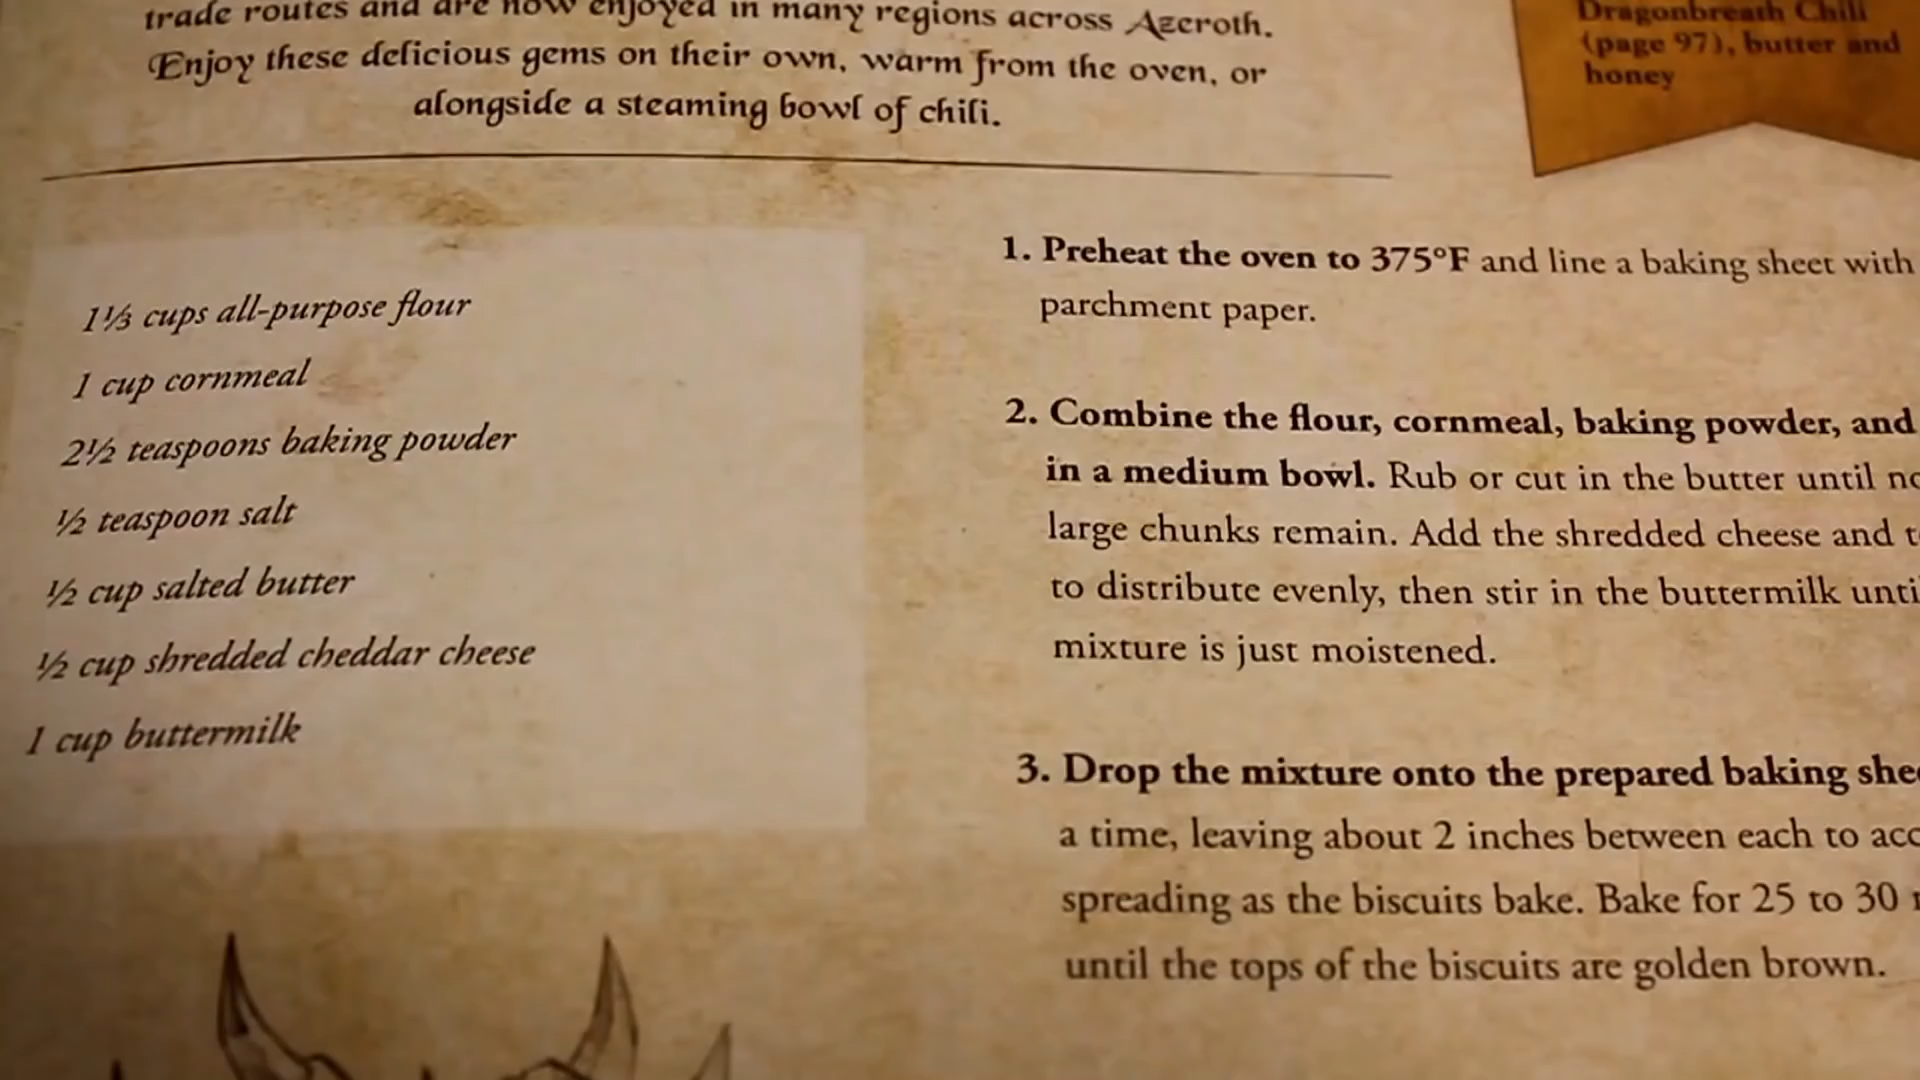 trade routes and are now enjoyed in many regions across Azeroth.
Enjoy these delicious gems on their own, warm from the oven, or
alongside a steaming bowl of chili.
Dragonbreath Chili
(page 97), butter and
honey
1⅓ cups all-purpose flour
1 cup cornmeal
2½ teaspoons baking powder
½ teaspoon salt
½ cup salted butter
½ cup shredded cheddar cheese
1 cup buttermilk
1. Preheat the oven to 375°F and line a baking sheet with
parchment paper.
2. Combine the flour, cornmeal, baking powder, and
in a medium bowl. Rub or cut in the butter until
large chunks remain. Add the shredded cheese and
to distribute evenly, then stir in the buttermilk
mixture is just moistened.
3. Drop the mixture onto the prepared baking
a time, leaving about 2 inches between each to
spreading as the biscuits bake. Bake for 25 to 30
until the tops of the biscuits are golden brown.